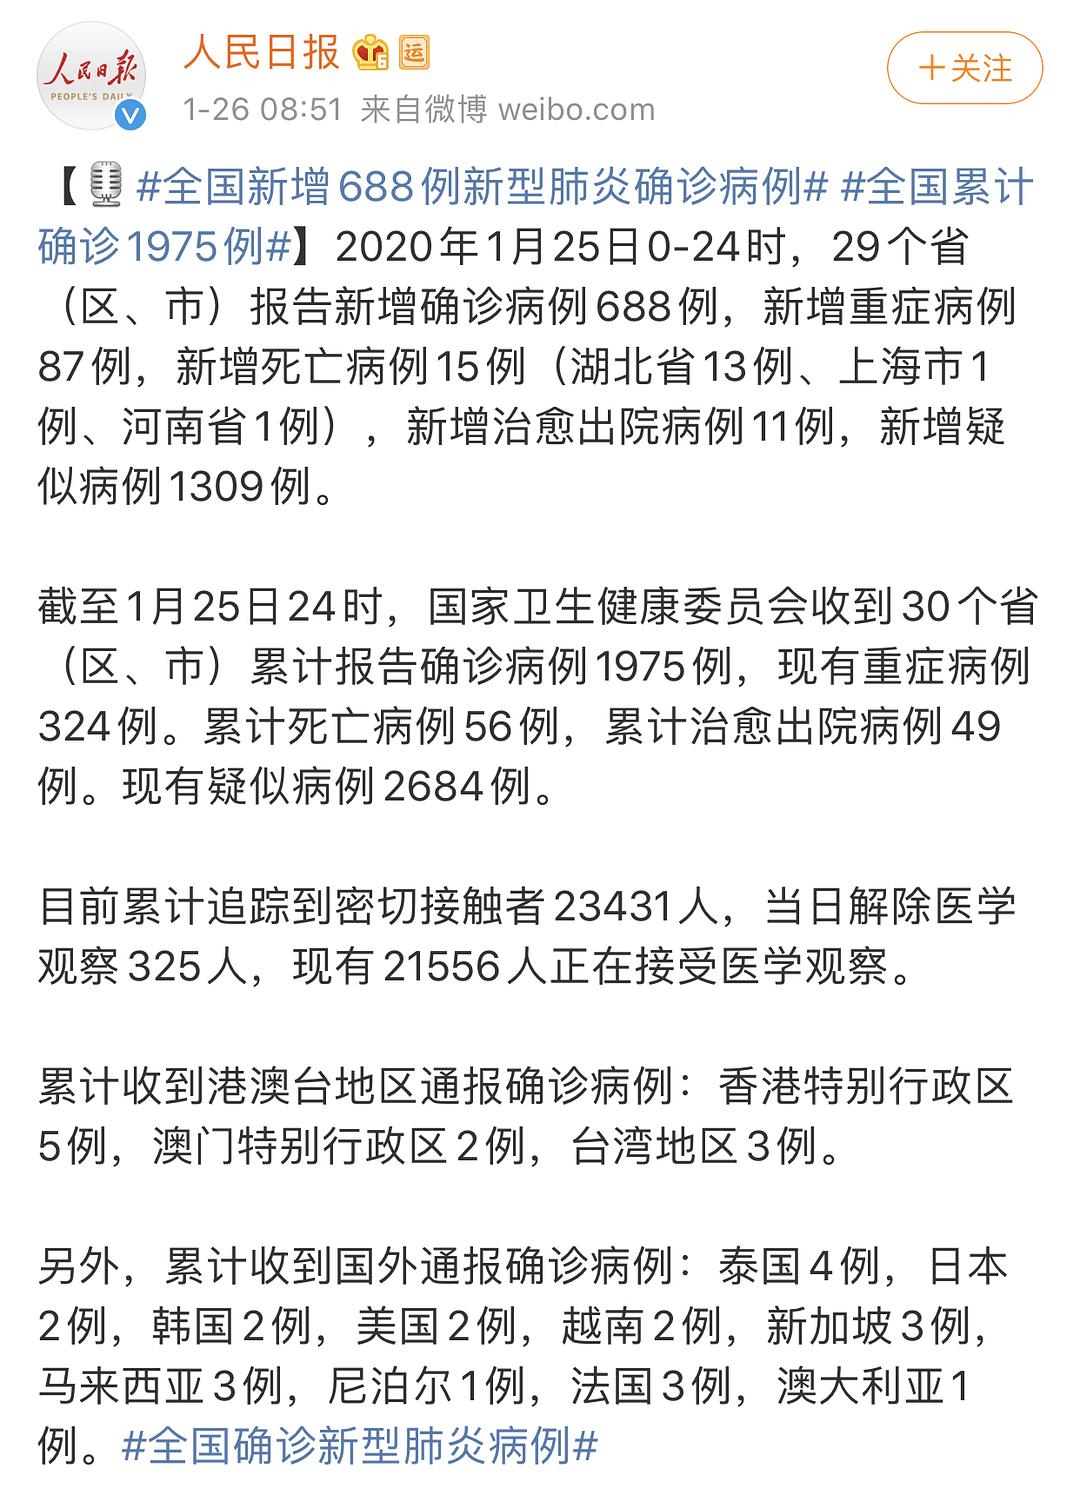 人民日报
PEOPLE'S DAILY
人民日报 运
+关注
1-26 08:51 来自微博 weibo.com
【#全国新增688例新型肺炎确诊病例# #全国累计
确诊1975例#】2020年1月25日0-24时，29个省
（区、市）报告新增确诊病例688例，新增重症病例
87例，新增死亡病例15例（湖北省13例、上海市1
例、河南省1例），新增治愈出院病例11例，新增疑
似病例1309例。
截至1月25日24时，国家卫生健康委员会收到30个省
（区、市）累计报告确诊病例1975例，现有重症病例
324例。累计死亡病例56例，累计治愈出院病例49
例。现有疑似病例2684例。
目前累计追踪到密切接触者23431人，当日解除医学
观察325人，现有21556人正在接受医学观察。
累计收到港澳台地区通报确诊病例：香港特别行政区
5例，澳门特别行政区2例，台湾地区3例。
另外，累计收到国外通报确诊病例：泰国4例，日本
2例，韩国2例，美国2例，越南2例，新加坡3例，
马来西亚3例，尼泊尔1例，法国3例，澳大利亚1
例。#全国确诊新型肺炎病例#